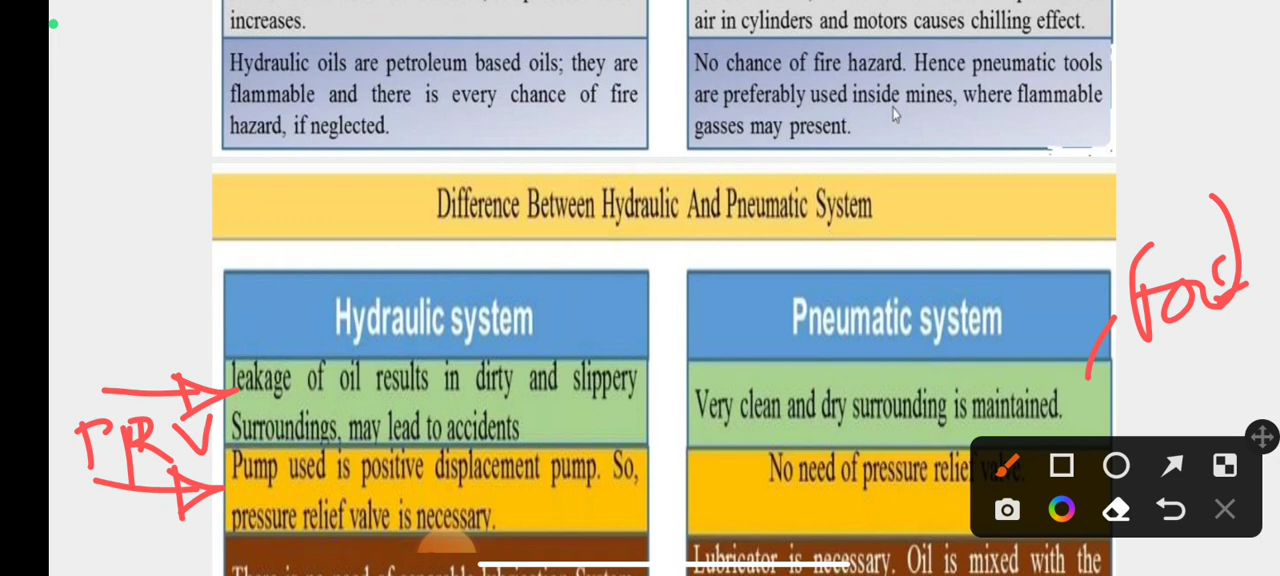 increases.
air in cylinders and motors causes chilling effect.
Hydraulic oils are petroleum based oils; they are
flammable and there is every chance of fire
hazard, if neglected.
No chance of fire hazard. Hence pneumatic tools
are preferably used inside mines, where flammable
gasses may present.
Difference Between Hydraulic And Pneumatic System
Hydraulic system
Pneumatic system
leakage of oil results in dirty and slippery
Surroundings, may lead to accidents
Very clean and dry surrounding is maintained.
Food
PRV
Pump used is positive displacement pump. So,
pressure relief valve is necessary.
No need of pressure relief valve.
Lubricator is necessary. Oil is mixed with the